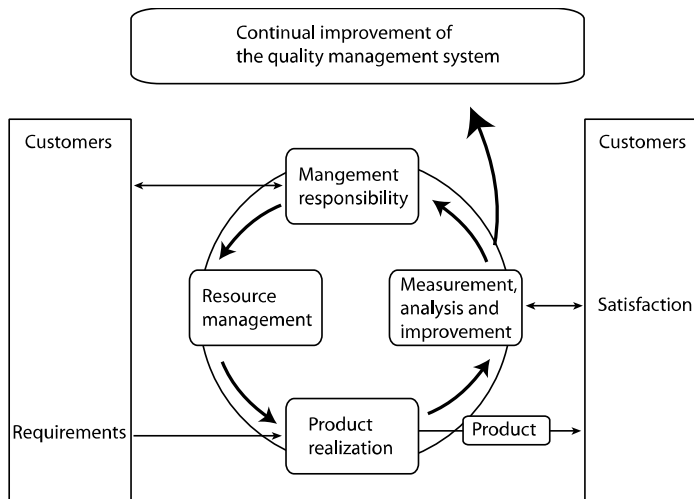 Continual improvement of
the quality management system
Customers
Customers
Mangement
responsibility
Resource
management
Measurement,
analysis and
improvement
Satisfaction
Requirements
Product
realization
Product